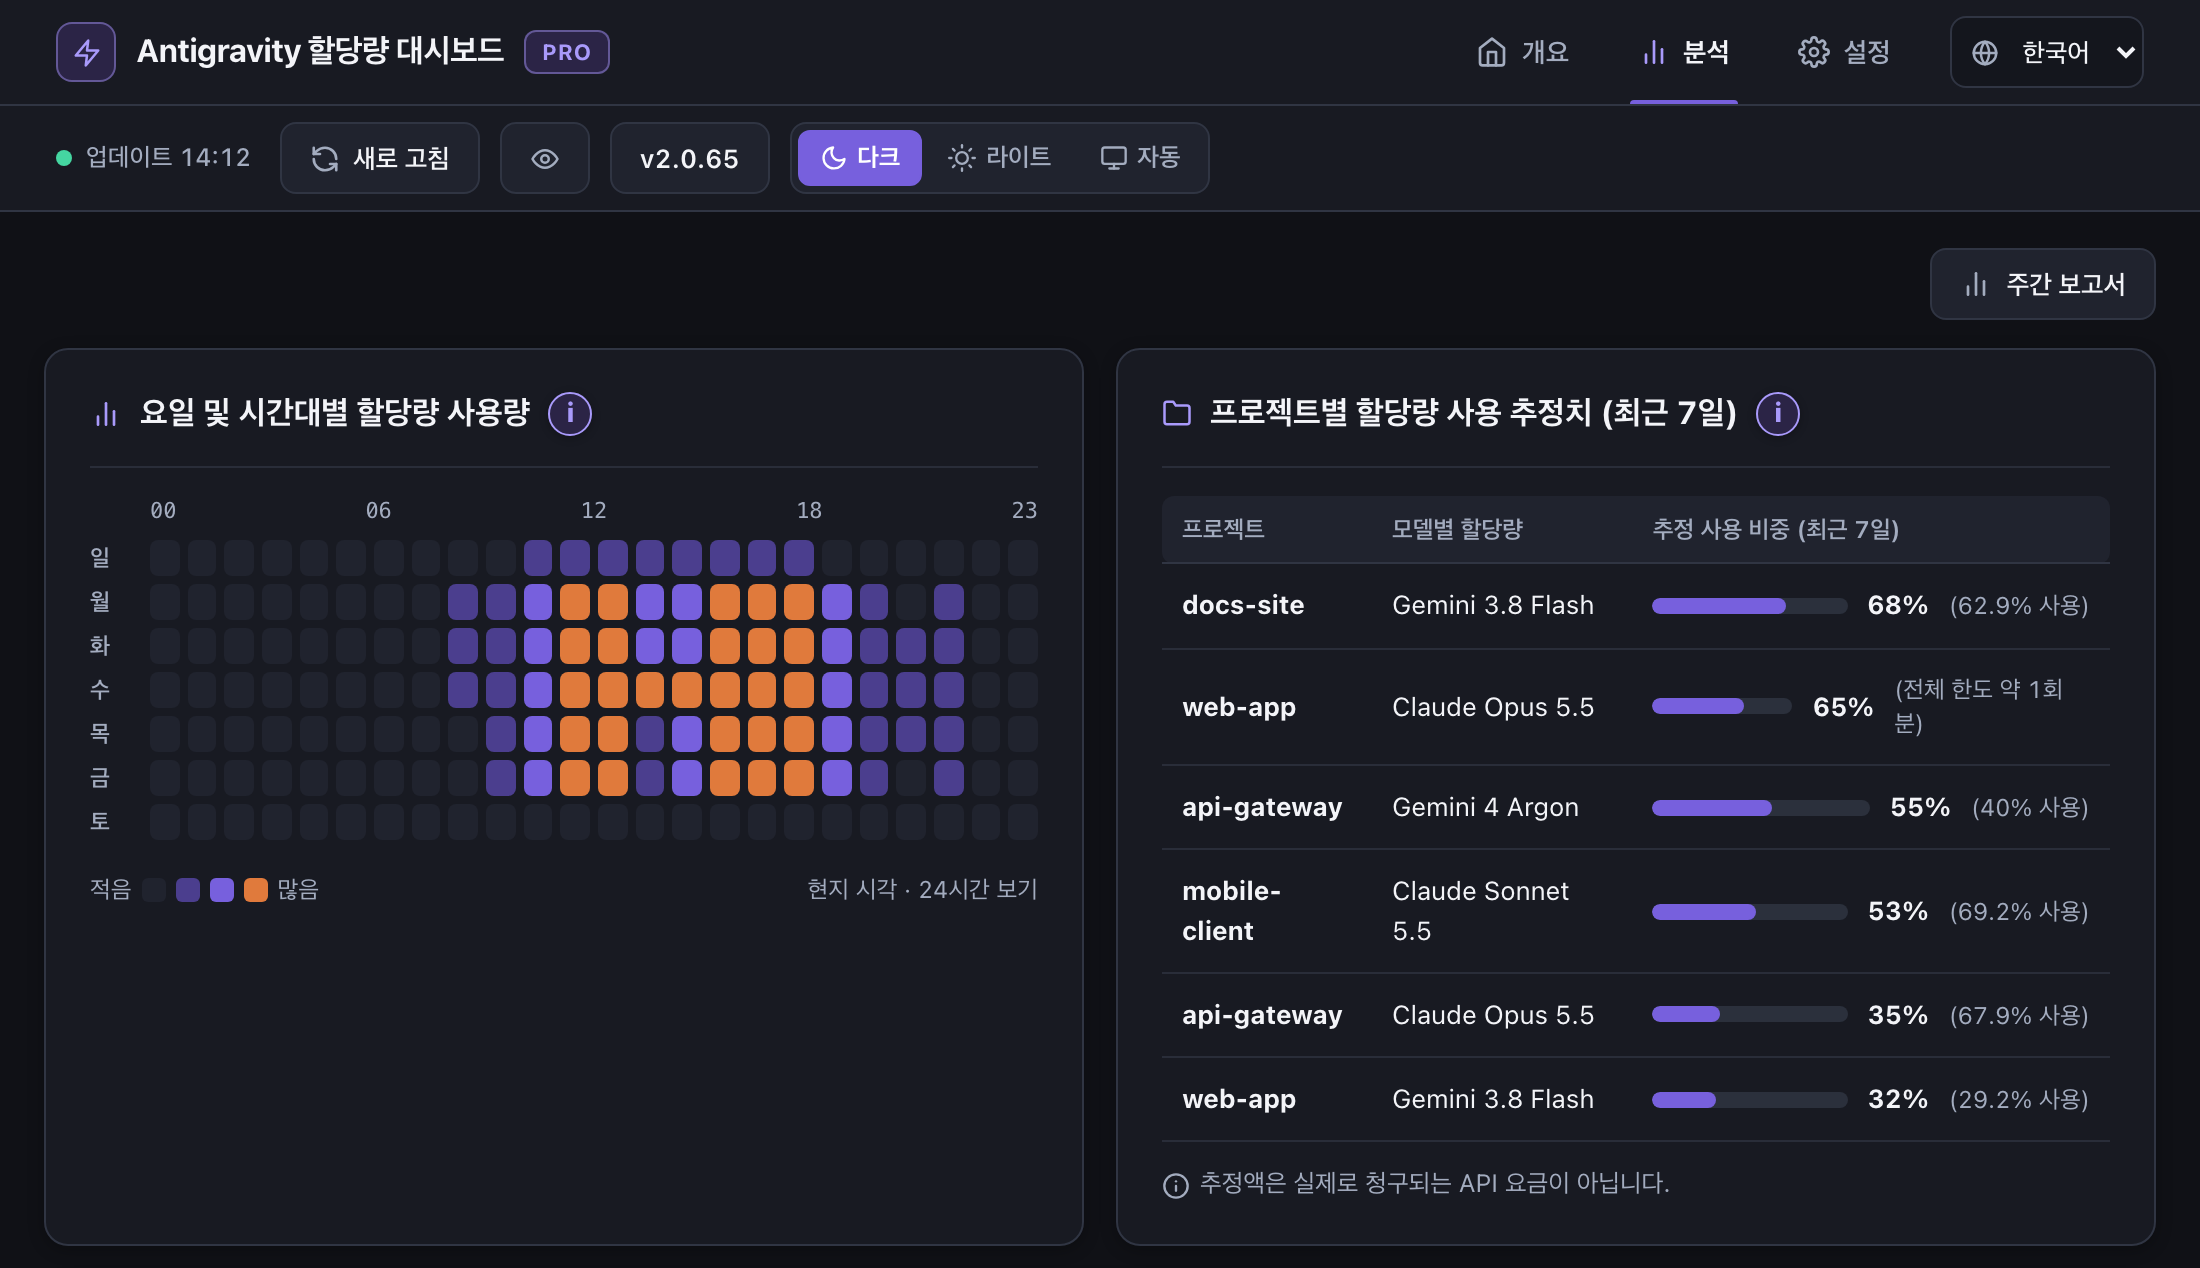 Antigravity 할당량 대시보드 PRO
개요 분석 설정 한국어
업데이트 14:12 새로 고침 v2.0.65 다크 라이트 자동
주간 보고서
요일 및 시간대별 할당량 사용량 i
00 06 12 18 23
일
월
화
수
목
금
토
적음 많음
현지 시각 · 24시간 보기
프로젝트별 할당량 사용 추정치 (최근 7일) i
프로젝트 모델별 할당량 추정 사용 비중 (최근 7일)
docs-site Gemini 3.8 Flash 68% (62.9% 사용)
web-app Claude Opus 5.5 65% (전체 한도 약 1회
분)
api-gateway Gemini 4 Argon 55% (40% 사용)
mobile-
client
Claude Sonnet
5.5
53% (69.2% 사용)
api-gateway Claude Opus 5.5 35% (67.9% 사용)
web-app Gemini 3.8 Flash 32% (29.2% 사용)
추정액은 실제로 청구되는 API 요금이 아닙니다.